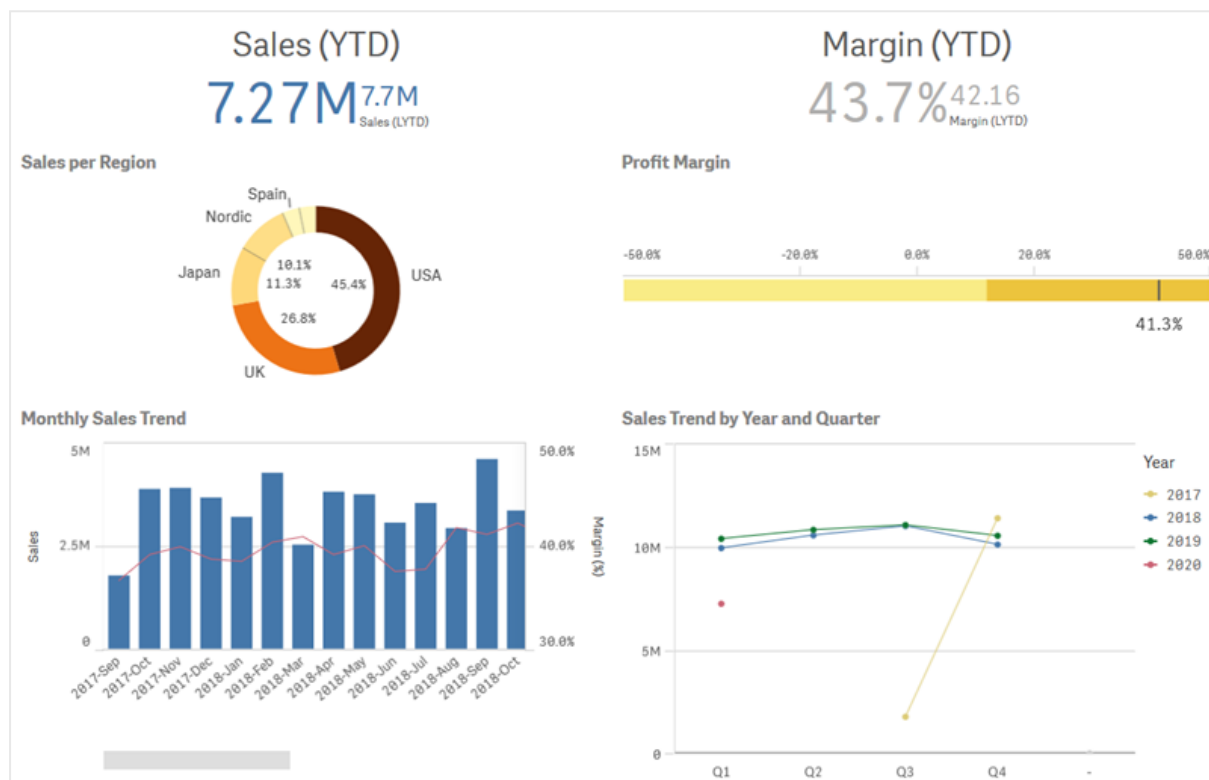 Sales (YTD)
7.27M 7.7M
Sales (LYTD)
Margin (YTD)
43.7% 42.16
Margin (LYTD)
Sales per Region
Spain
Nordic
Japan
USA
UK
10.1%
11.3%
45.4%
26.8%
Profit Margin
-50.0% -20.0% 0.0% 20.0% 50.0%
41.3%
Monthly Sales Trend
5M
2.5M
0
Sales
50.0%
40.0%
30.0%
Margin (%)
2017-Sep 2017-Oct 2017-Nov 2017-Dec 2018-Jan 2018-Feb 2018-Mar 2018-Apr 2018-May 2018-Jun 2018-Jul 2018-Aug 2018-Sep 2018-Oct
Sales Trend by Year and Quarter
15M
10M
5M
0
Q1 Q2 Q3 Q4 -
Year
2017
2018
2019
2020